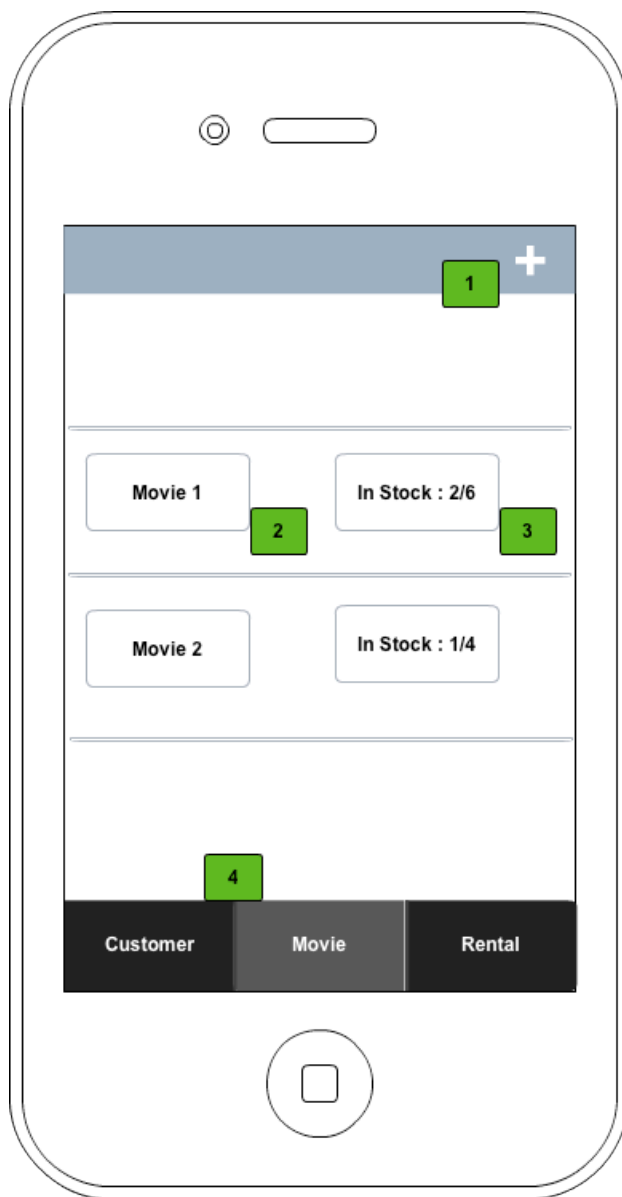 1
Movie 1
In Stock : 2/6
2
3
Movie 2
In Stock : 1/4
4
Customer
Movie
Rental